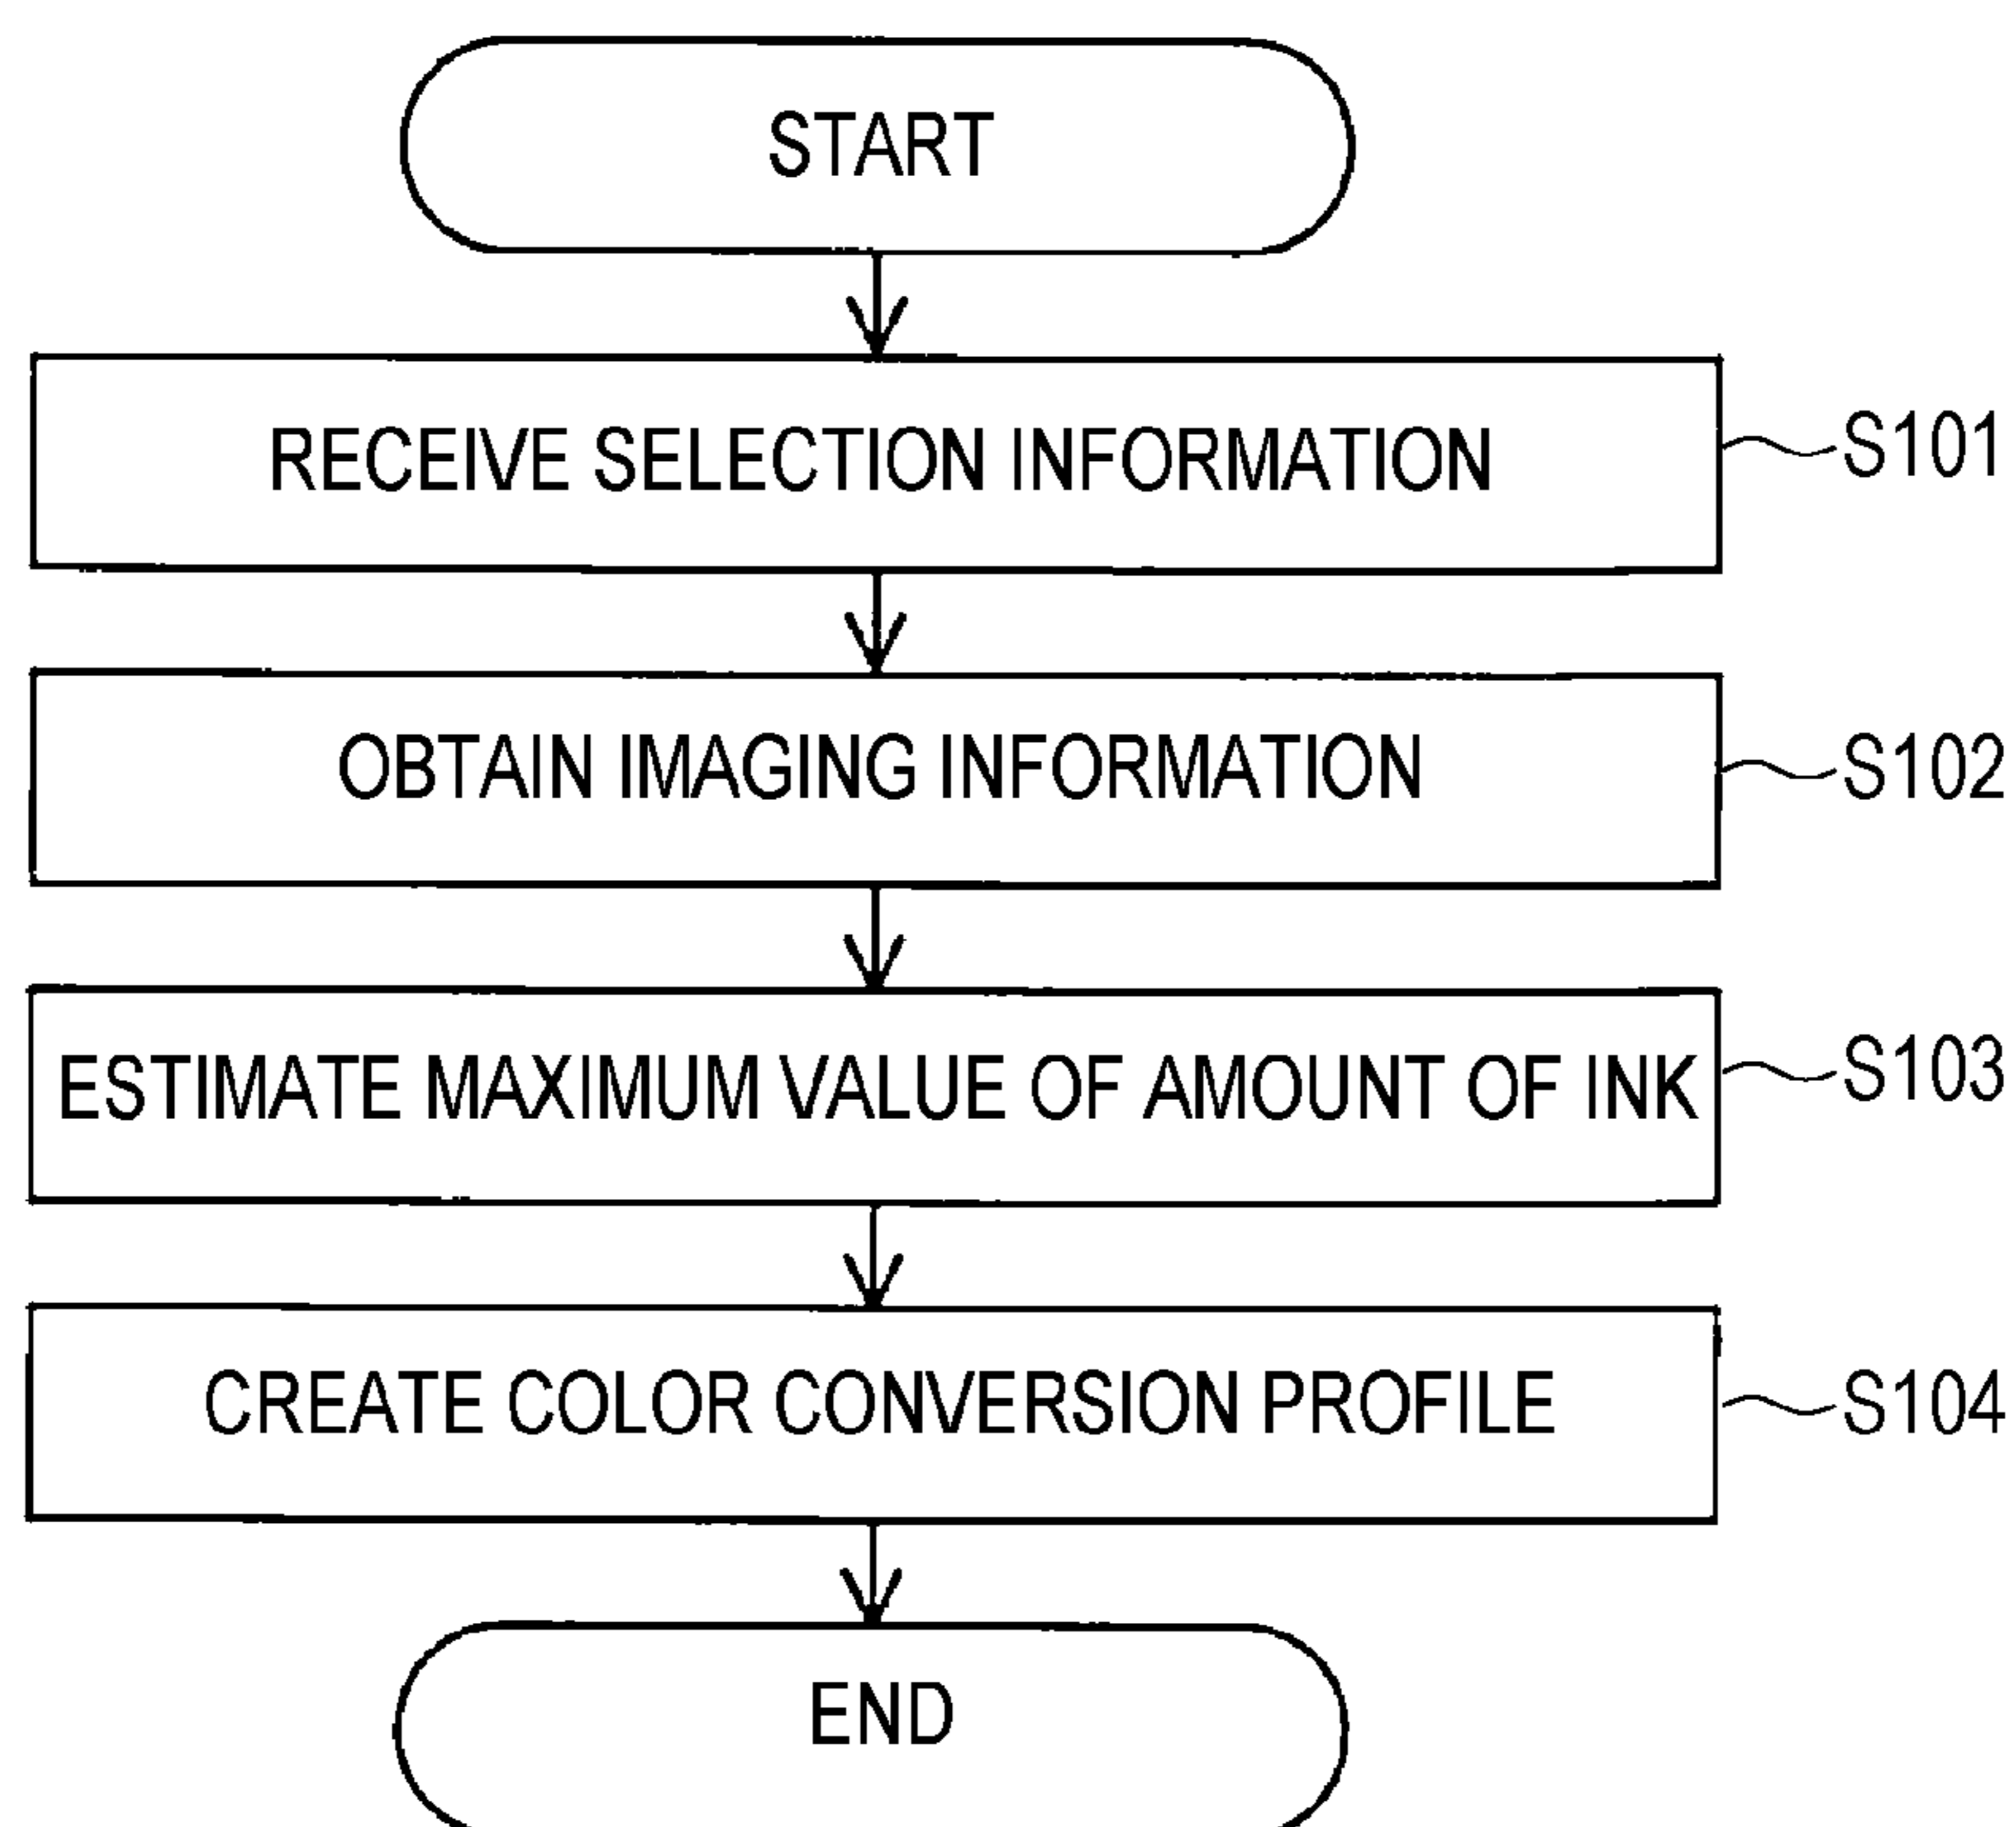 START
RECEIVE SELECTION INFORMATION S101
OBTAIN IMAGING INFORMATION S102
ESTIMATE MAXIMUM VALUE OF AMOUNT OF INK S103
CREATE COLOR CONVERSION PROFILE S104
END